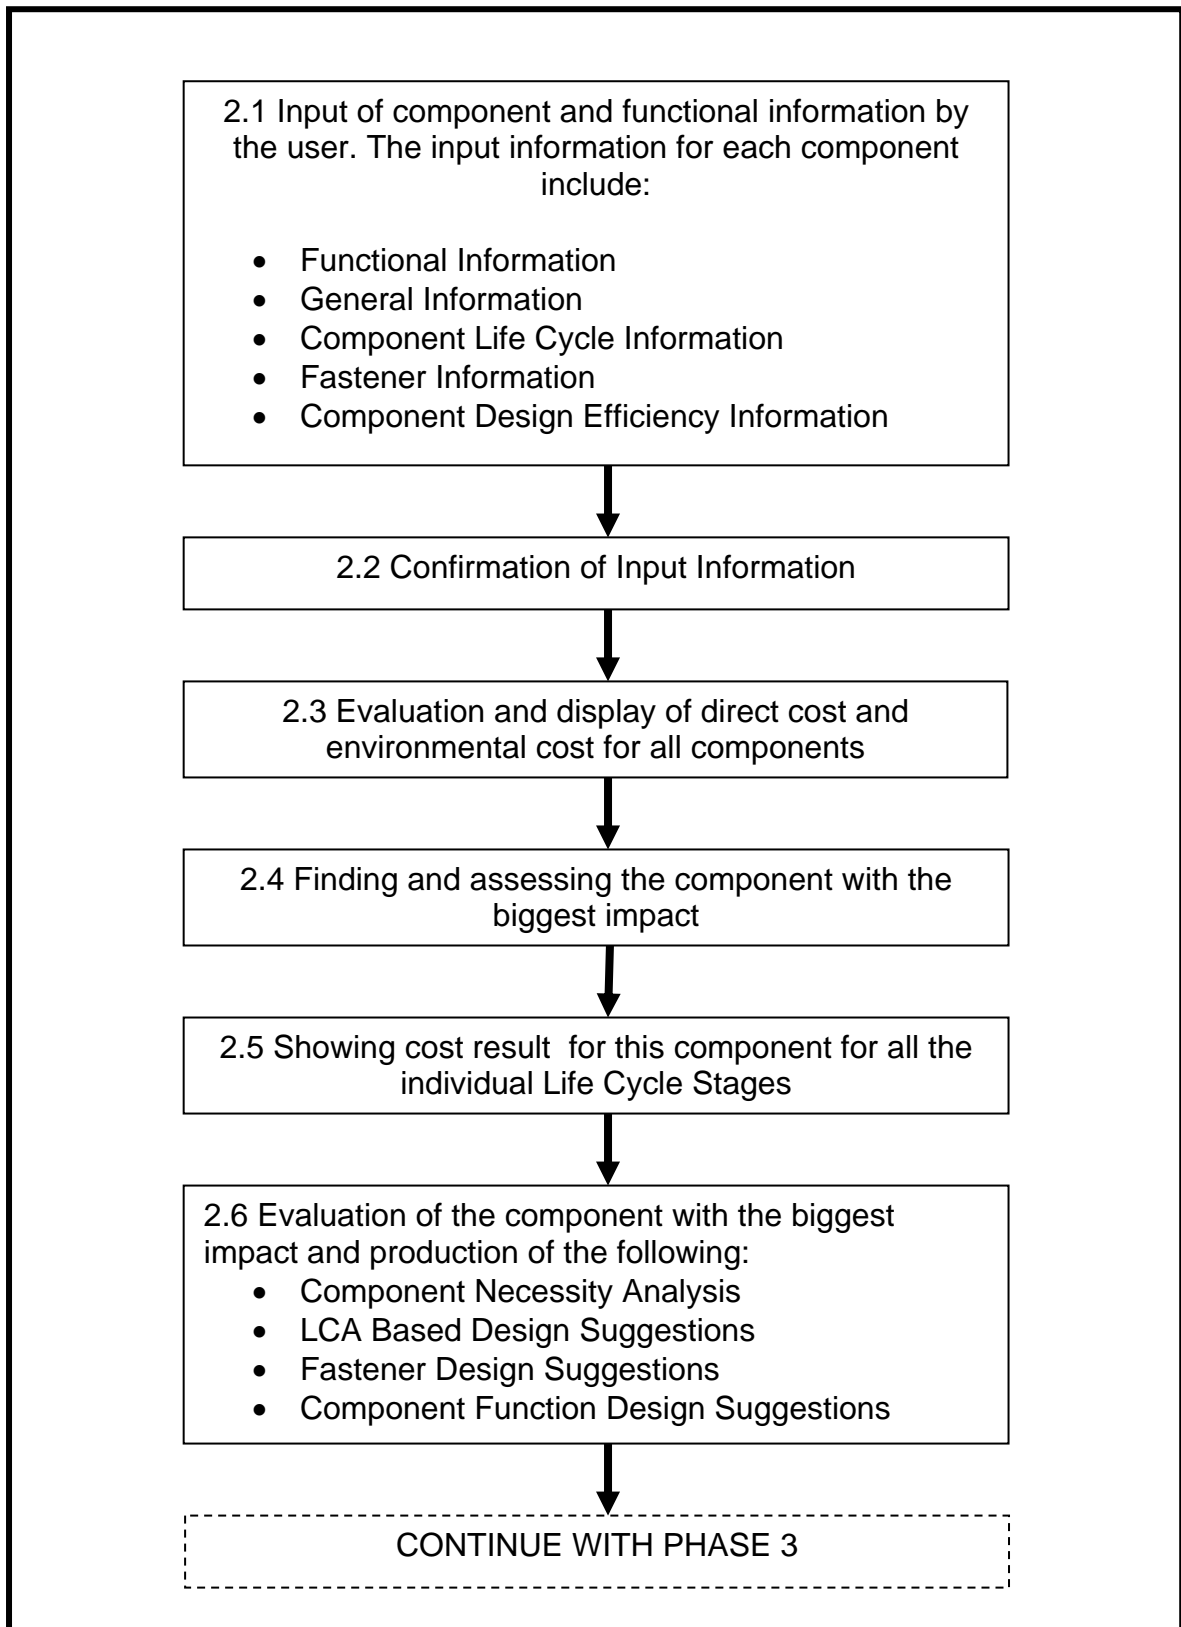 2.1 Input of component and functional information by
the user. The input information for each component
include:
• Functional Information
• General Information
• Component Life Cycle Information
• Fastener Information
• Component Design Efficiency Information
2.2 Confirmation of Input Information
2.3 Evaluation and display of direct cost and
environmental cost for all components
2.4 Finding and assessing the component with the
biggest impact
2.5 Showing cost result  for this component for all the
individual Life Cycle Stages
2.6 Evaluation of the component with the biggest
impact and production of the following:
• Component Necessity Analysis
• LCA Based Design Suggestions
• Fastener Design Suggestions
• Component Function Design Suggestions
CONTINUE WITH PHASE 3